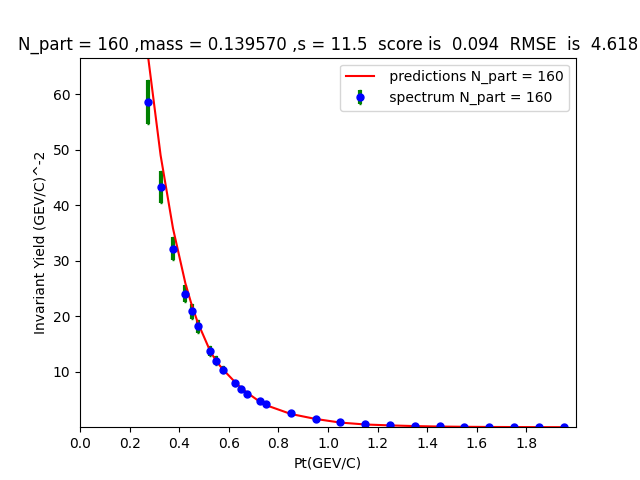 N_part = 160 ,mass = 0.139570 ,s = 11.5  score is  0.094  RMSE  is  4.618
predictions N_part = 160
spectrum N_part = 160
Invariant Yield (GEV/C)^-2
60
50
40
30
20
10
0.0 0.2 0.4 0.6 0.8 1.0 1.2 1.4 1.6 1.8
Pt(GEV/C)